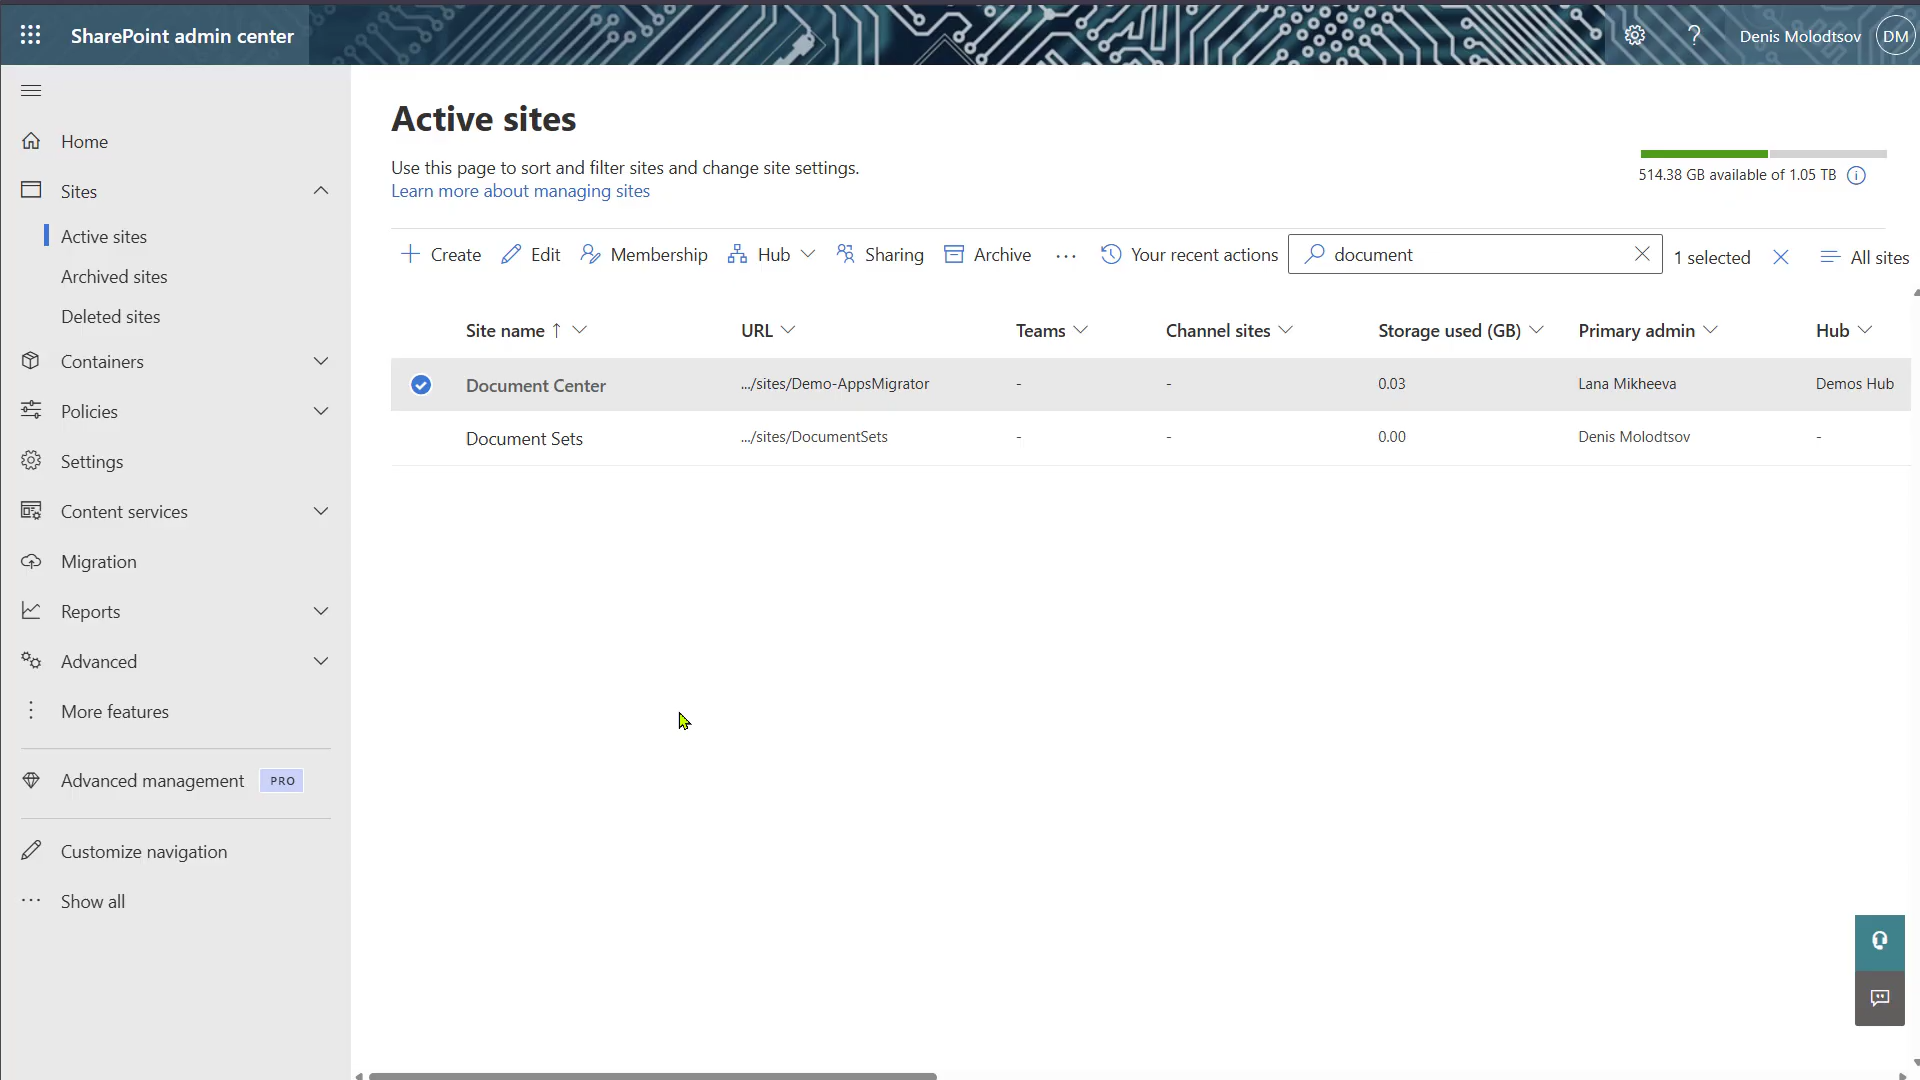 SharePoint admin center
Denis Molodtsov
DM
Home
Sites
Active sites
Archived sites
Deleted sites
Containers
Policies
Settings
Content services
Migration
Reports
Advanced
More features
Advanced management PRO
Customize navigation
Show all
Active sites
Use this page to sort and filter sites and change site settings.
Learn more about managing sites
514.38 GB available of 1.05 TB
Create Edit Membership Hub Sharing Archive ... Your recent actions document 1 selected All sites
Site name ↑ URL Teams Channel sites Storage used (GB) Primary admin Hub
Document Center .../sites/Demo-AppsMigrator - - 0.03 Lana Mikheeva Demos Hub
Document Sets .../sites/DocumentSets - - 0.00 Denis Molodtsov -